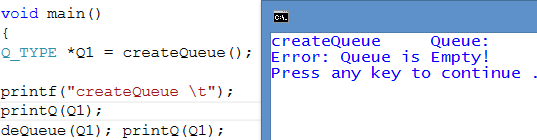 void main()
{
Q_TYPE *Q1 = createQueue();
printf("createQueue \t");
printQ(Q1);
deQueue(Q1); printQ(Q1);
C:\.
createQueue Queue:
Error: Queue is Empty!
Press any key to continue .